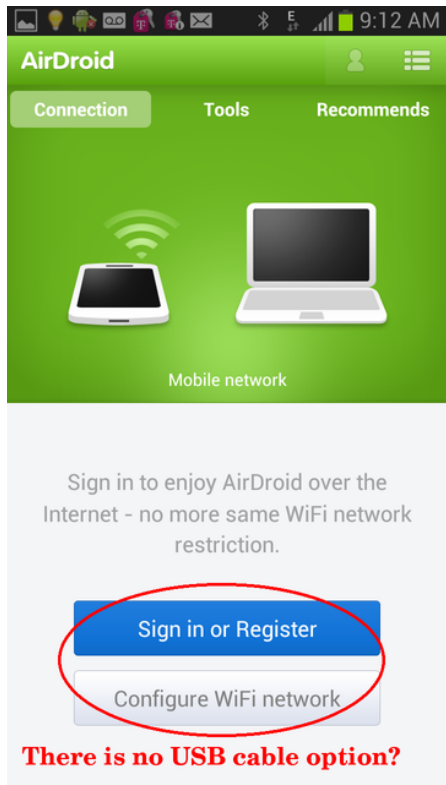 E
9:12 AM
AirDroid
Connection Tools Recommends
Mobile network
Sign in to enjoy AirDroid over the
Internet - no more same WiFi network
restriction.
Sign in or Register
Configure WiFi network
There is no USB cable option?